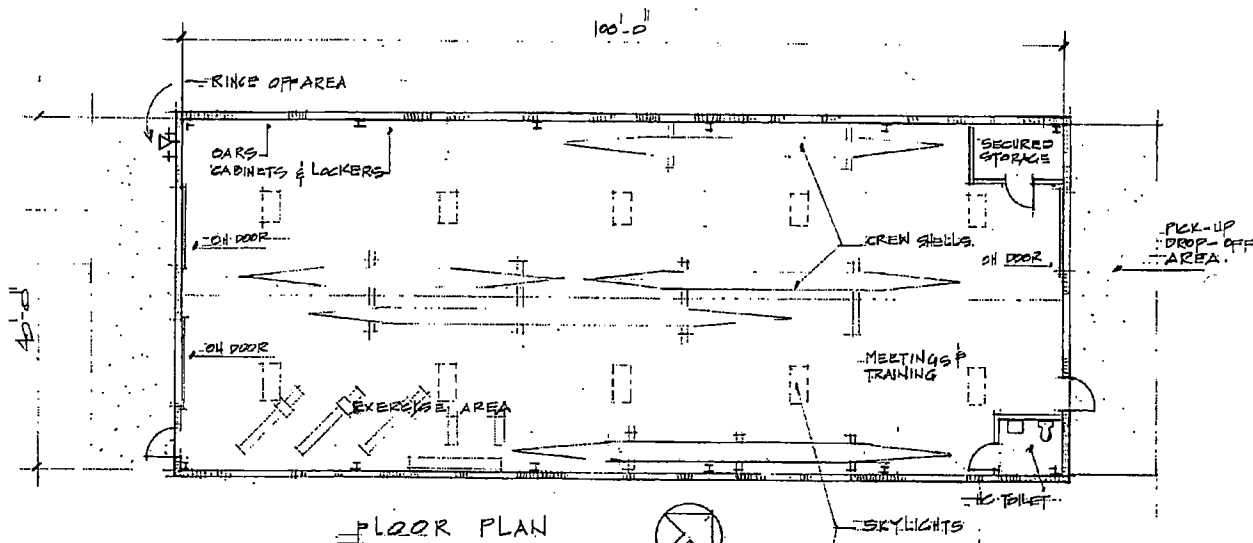 100'-0"
RINCE OFF AREA
OARS
CABINETS & LOCKERS
SECURED
STORAGE
OH DOOR
CREW SHELLS.
OH DOOR
PICK-UP
DROP-OFF
AREA.
40'-0"
OH DOOR
MEETINGS &
TRAINING
EXERCISE AREA
HC TOILET
FLOOR PLAN
SKYLIGHTS